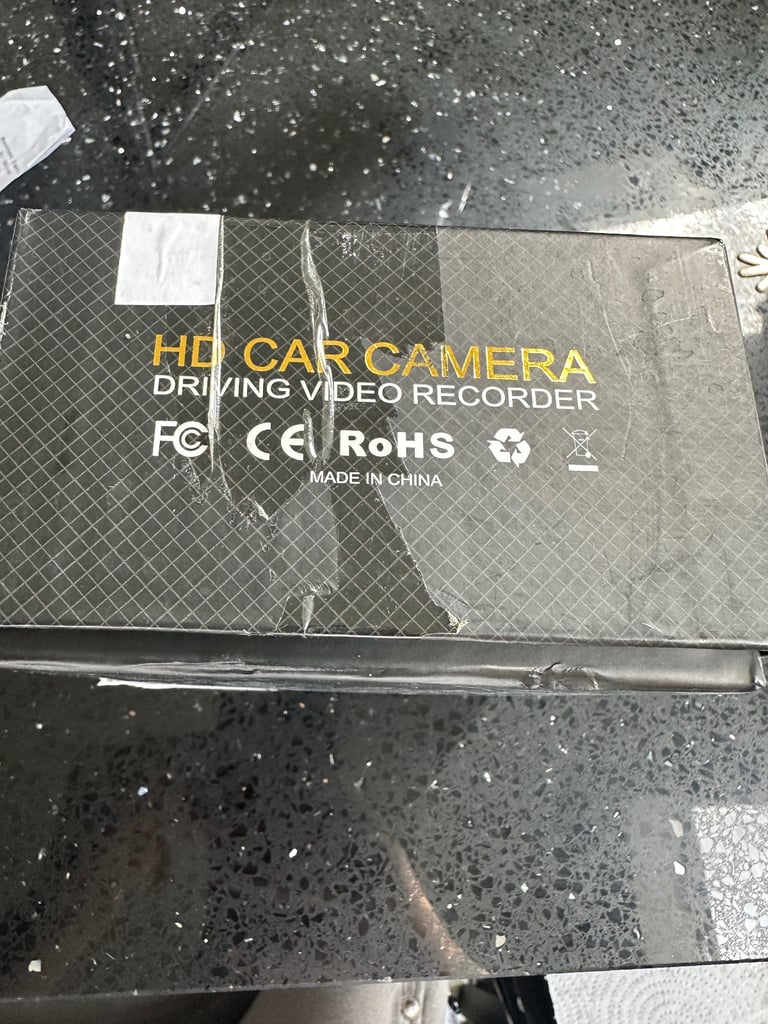 HD CAR CAMERA
DRIVING VIDEO RECORDER
FC CE RoHS
MADE IN CHINA